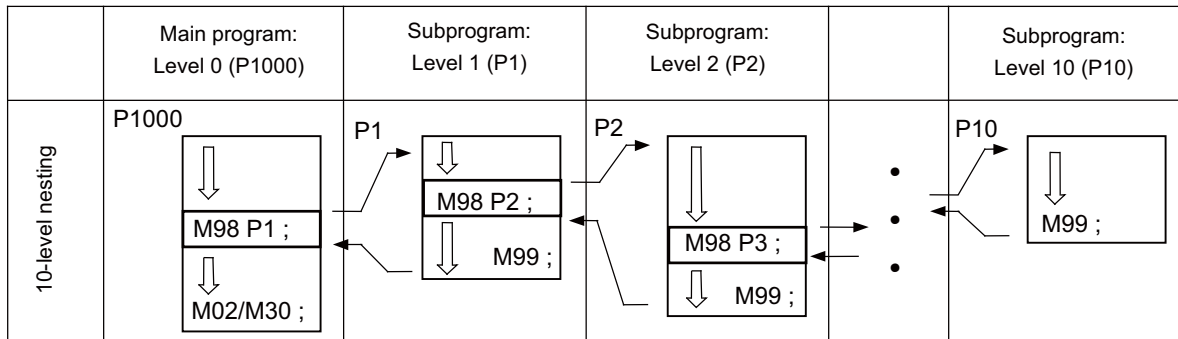 Main program:
Level 0 (P1000)
Subprogram:
Level 1 (P1)
Subprogram:
Level 2 (P2)
Subprogram:
Level 10 (P10)
10-level nesting
P1000
M98 P1 ;
M02/M30 ;
P1
M98 P2 ;
M99 ;
P2
M98 P3 ;
M99 ;
P10
M99 ;